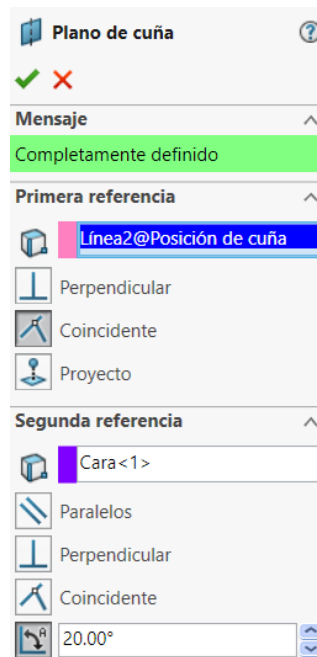 Plano de cuña
Mensaje
Completamente definido
Primera referencia
Línea2@Posición de cuña
Perpendicular
Coincidente
Proyecto
Segunda referencia
Cara<1>
Paralelos
Perpendicular
Coincidente
20.00°